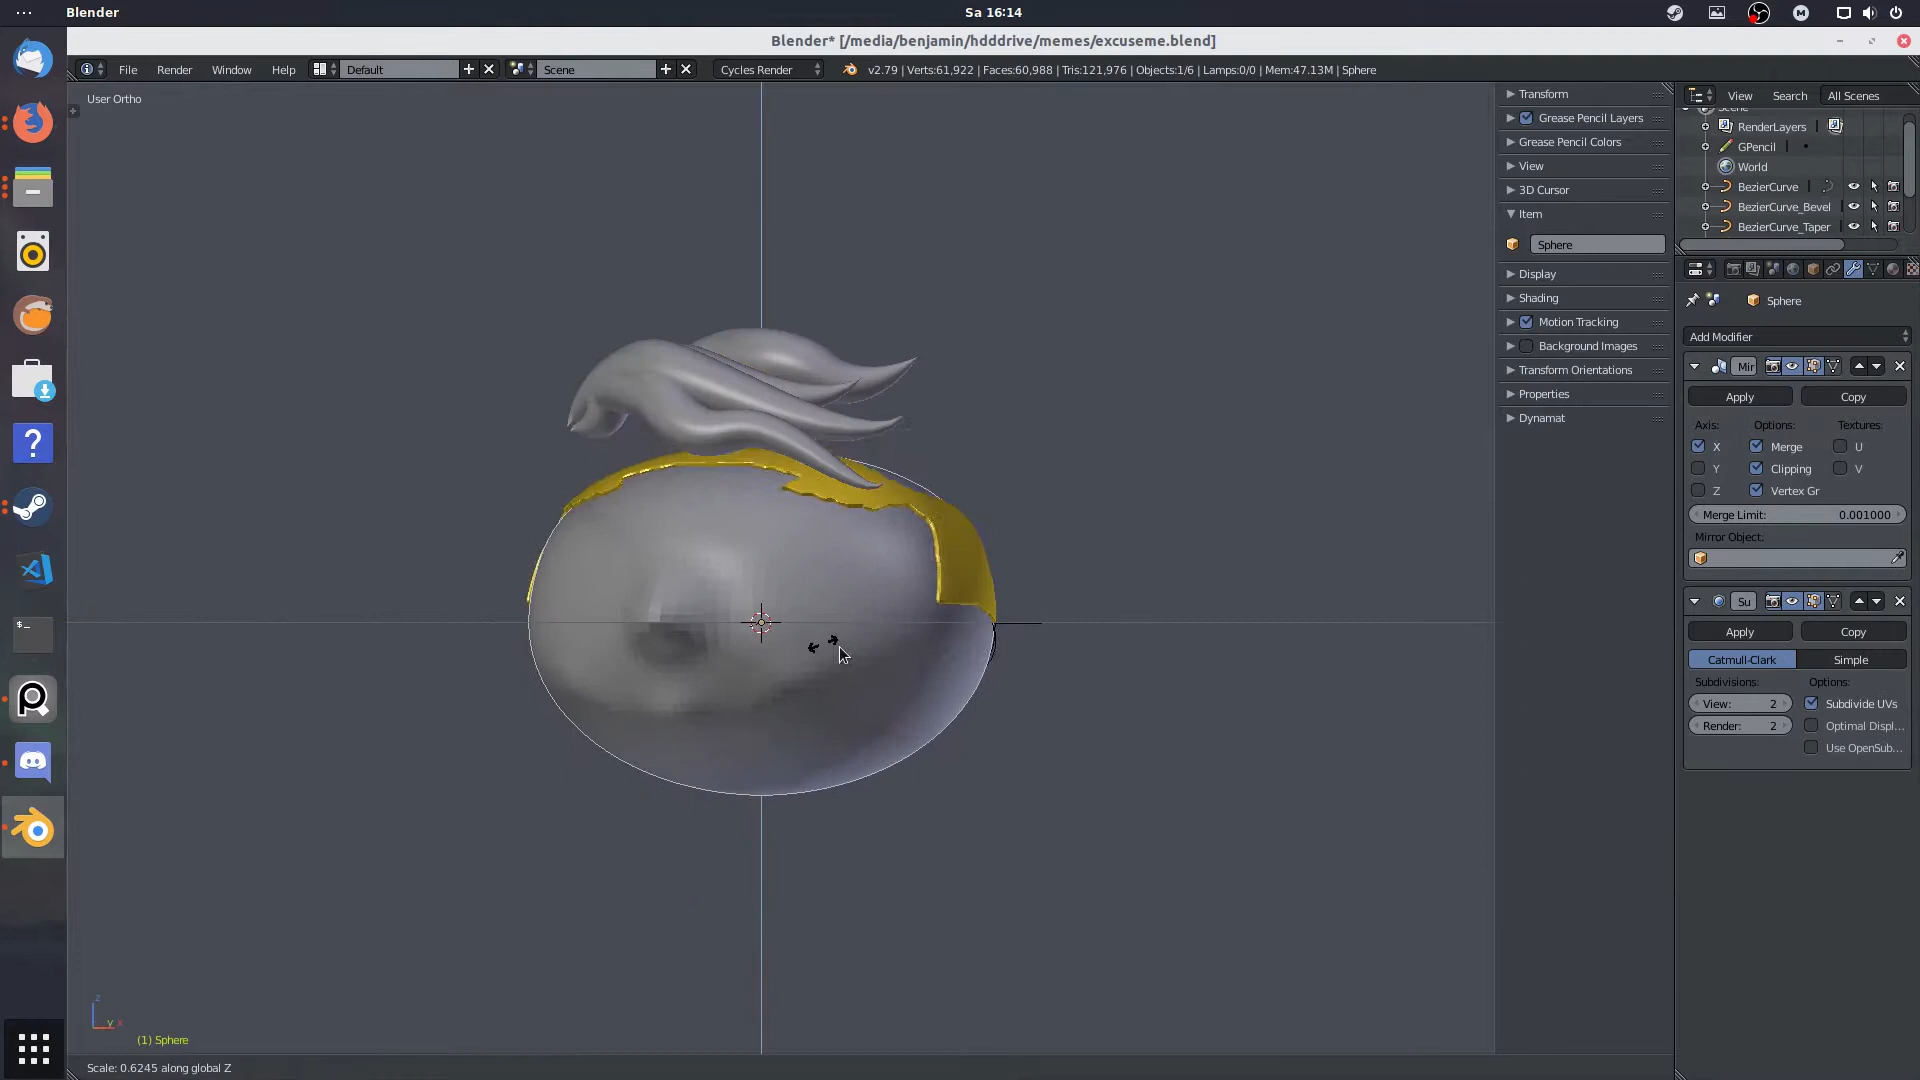 Blender
Sa 16:14
Blender* [/media/benjamin/hdddrive/memes/excuseme.blend]
File
Render
Window
Help
Default
Scene
Cycles Render
v2.79 | Verts:61,922 | Faces:60,988 | Tris:121,976 | Objects:1/6 | Lamps:0/0 | Mem:47.13M | Sphere
User Ortho
Transform
Grease Pencil Layers
Grease Pencil Colors
View
3D Cursor
Item
Sphere
Display
Shading
Motion Tracking
Background Images
Transform Orientations
Properties
Dynamat
View
Search
All Scenes
RenderLayers
GPencil
World
BezierCurve
BezierCurve_Bevel
BezierCurve_Taper
Sphere
Add Modifier
Mir
Apply
Copy
Axis:
Options:
Textures:
X
Merge
U
Y
Clipping
V
Z
Vertex Gr
Merge Limit: 0.001000
Mirror Object:
Su
Apply
Copy
Catmull-Clark
Simple
Subdivisions:
Options:
View: 2
Subdivide UVs
Render: 2
Optimal Displ...
Use OpenSub...
z
y x
(1) Sphere
Scale: 0.6245 along global Z